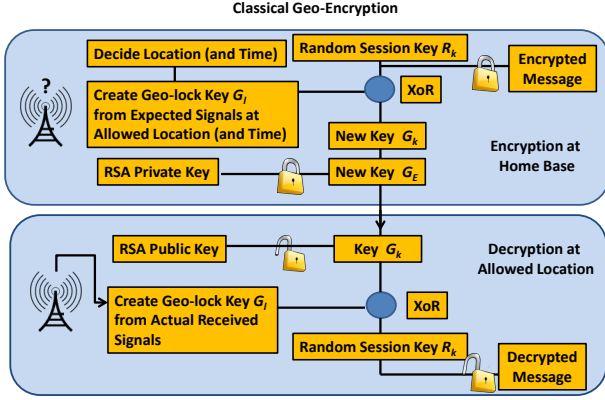 Classical Geo-Encryption
Decide Location (and Time)
Random Session Key Rk
Encrypted
Message
?
Create Geo-lock Key Gl
from Expected Signals at
Allowed Location (and Time)
XoR
New Key Gk
Encryption at
Home Base
RSA Private Key
New Key GE
RSA Public Key
Key Gk
Decryption at
Allowed Location
Create Geo-lock Key Gl
from Actual Received
Signals
XoR
Random Session Key Rk
Decrypted
Message